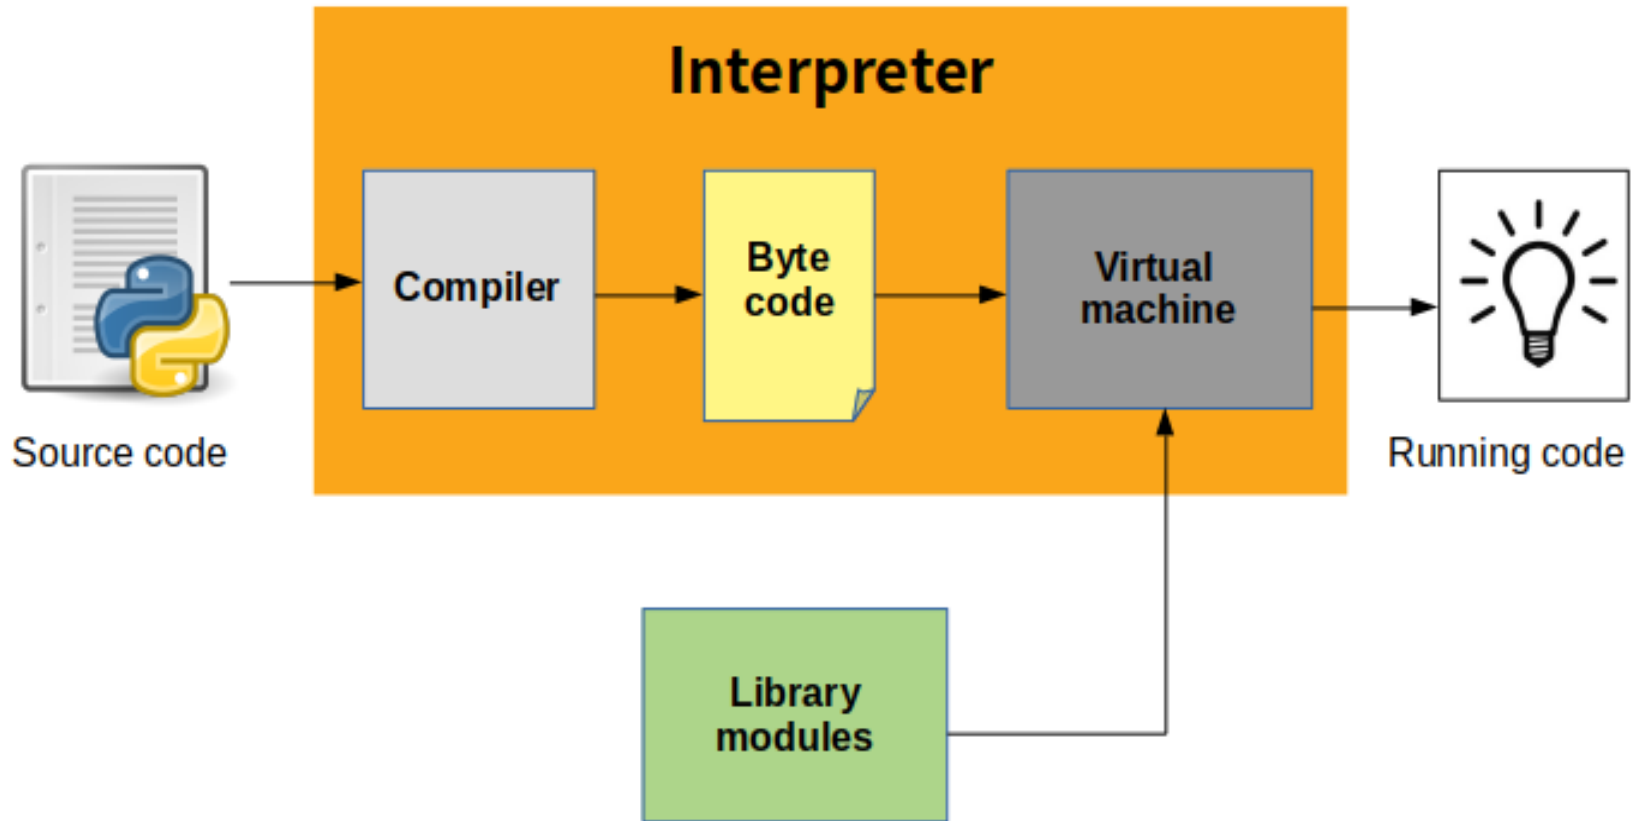 Interpreter
Compiler
Byte
code
Virtual
machine
Source code
Running code
Library
modules